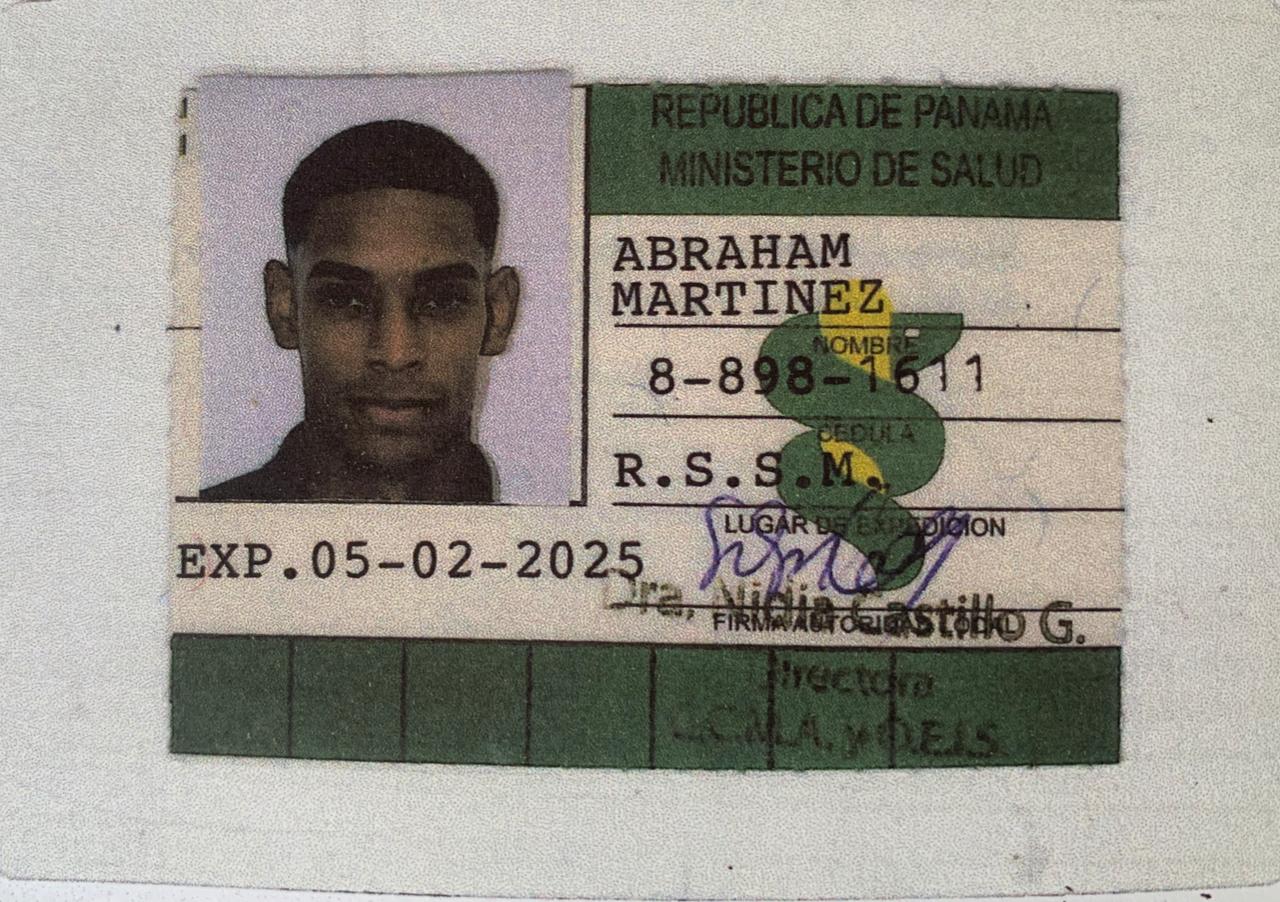 REPUBLICA DE PANAMA
MINISTERIO DE SALUD
ABRAHAM
MARTINEZ
NOMBRE
8-898-1611
CEDULA
R.S.S.M.
LUGAR DE EXPEDICION
EXP.05-02-2025
Dra. Nidia Castillo G.
FIRMA AUTORIDAD LOCAL
Directora